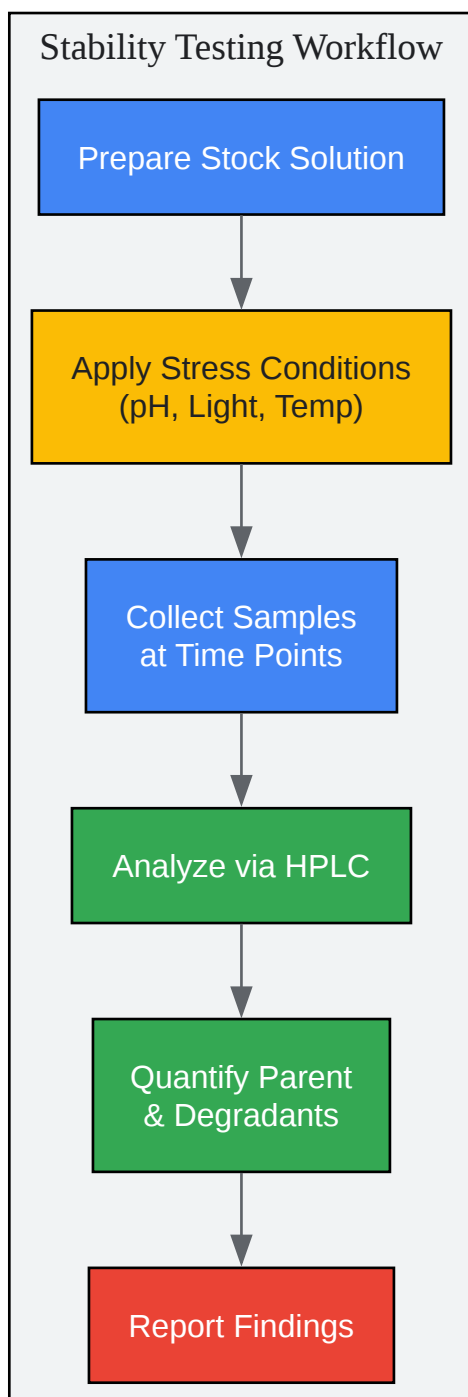 Stability Testing Workflow
Prepare Stock Solution
Apply Stress Conditions
(pH, Light, Temp)
Collect Samples
at Time Points
Analyze via HPLC
Quantify Parent
& Degradants
Report Findings